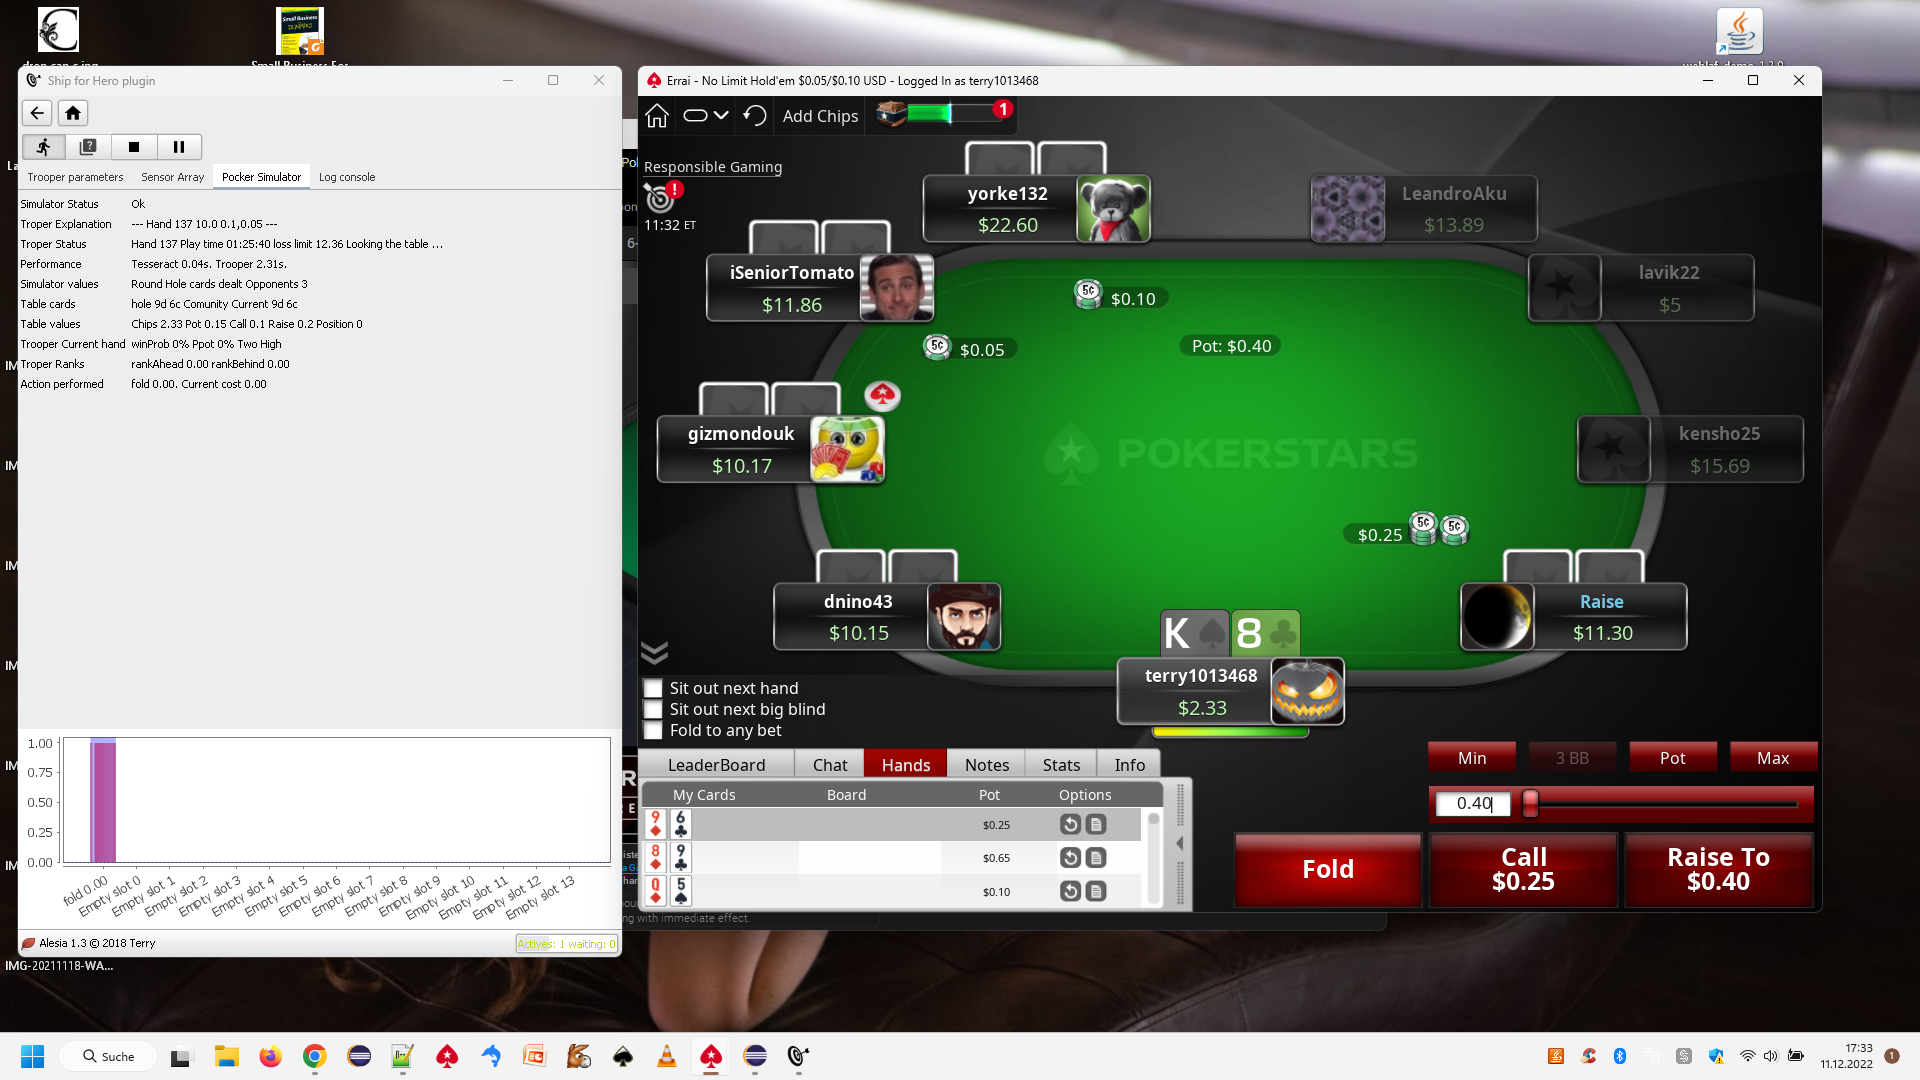 Ship for Hero plugin
Trooper parameters Sensor Array Pocker Simulator Log console
Simulator Status Ok
Troper Explanation --- Hand 137 10.0 0.1,0.05 ---
Troper Status Hand 137 Play time 01:25:40 loss limit 12.36 Looking the table ...
Performance Tesseract 0.04s. Trooper 2.31s.
Simulator values Round Hole cards dealt Opponents 3
Table cards hole 9d 6c Comunity Current 9d 6c
Table values Chips 2.33 Pot 0.15 Call 0.1 Raise 0.2 Position 0
Trooper Current hand winProb 0% Ppot 0% Two High
Troper Ranks rankAhead 0.00 rankBehind 0.00
Action performed fold 0.00. Current cost 0.00
1.00
0.75
0.50
0.25
0.00
fold 0.00
Empty slot 0
Empty slot 1
Empty slot 2
Empty slot 3
Empty slot 4
Empty slot 5
Empty slot 6
Empty slot 7
Empty slot 8
Empty slot 9
Empty slot 10
Empty slot 11
Empty slot 12
Empty slot 13
Alesia 1.3 © 2018 Terry
Actives: 1 waiting: 0
IMG-20211118-WA...
Errai - No Limit Hold'em $0.05/$0.10 USD - Logged In as terry1013468
Add Chips
1
Responsible Gaming
11:32 ET
yorke132
$22.60
LeandroAku
$13.89
iSeniorTomato
$11.86
lavik22
$5
5¢ $0.10
5¢ $0.05
Pot: $0.40
gizmondouk
$10.17
POKERSTARS
kensho25
$15.69
$0.25 5¢ 5¢
dnino43
$10.15
Raise
$11.30
K 8
terry1013468
$2.33
Sit out next hand
Sit out next big blind
Fold to any bet
LeaderBoard Chat Hands Notes Stats Info
My Cards Board Pot Options
9 6 $0.25
8 9 $0.65
Q 5 $0.10
Min 3 BB Pot Max
0.40
Fold
Call
$0.25
Raise To
$0.40
ng with immediate effect.
Suche
17:33
11.12.2022
1